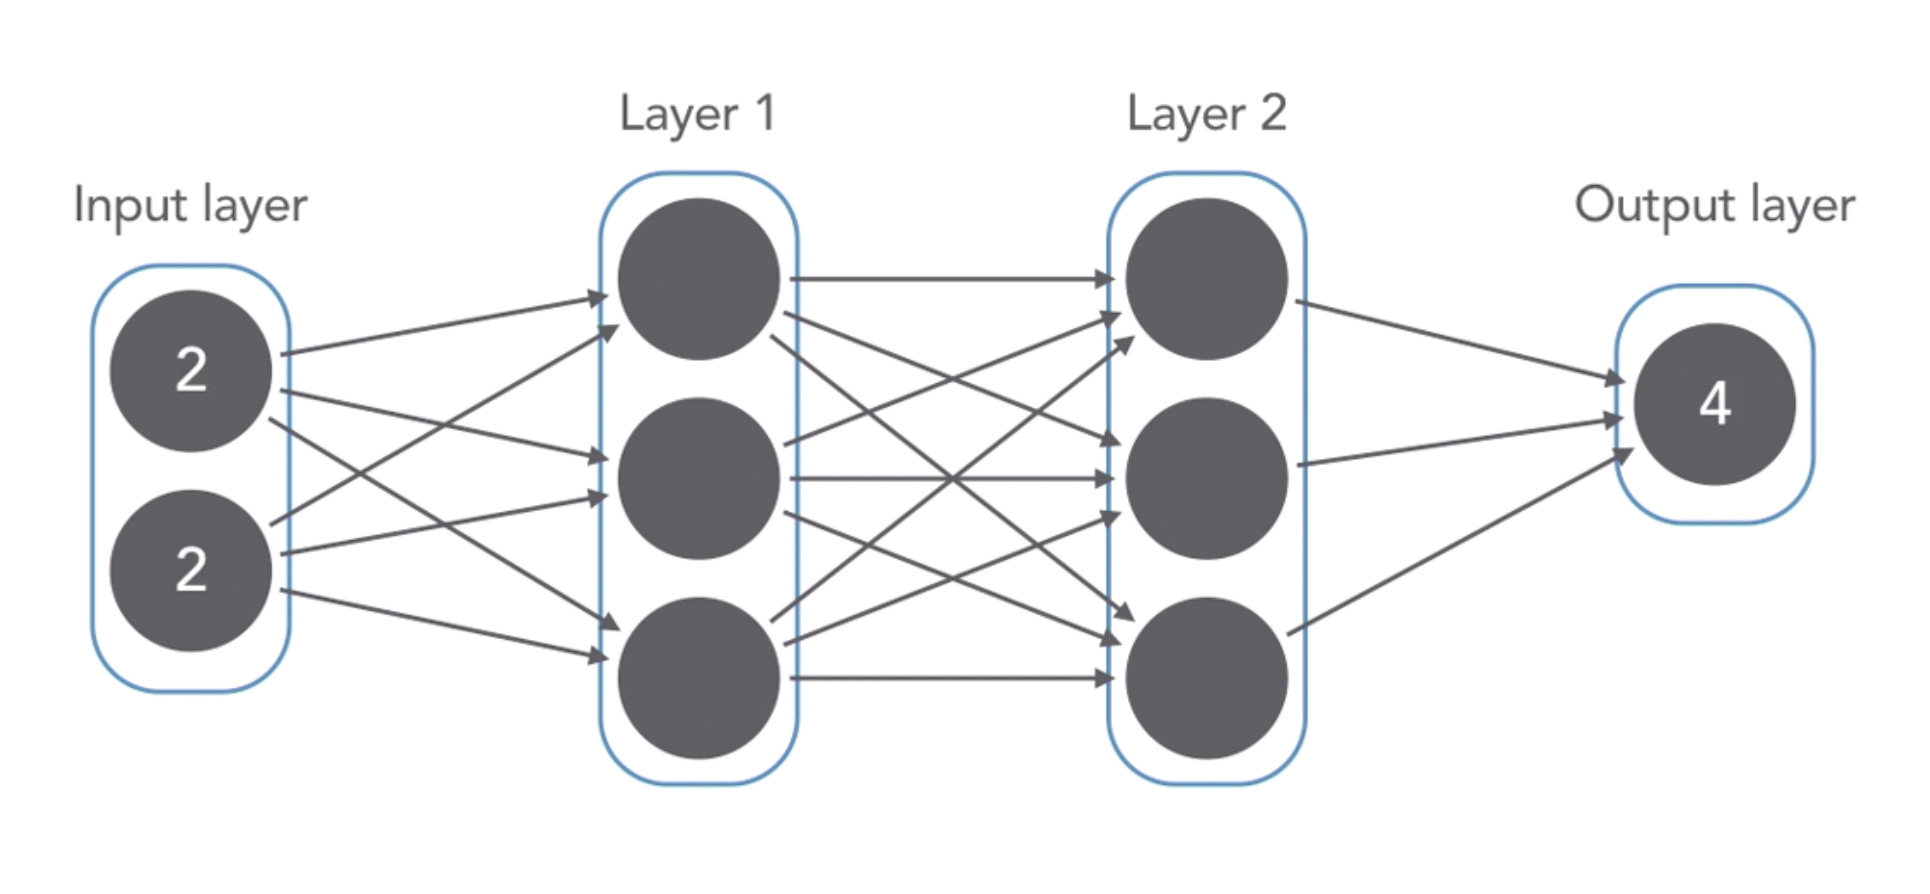 Input layer
2
2
Layer 1
Layer 2
Output layer
4